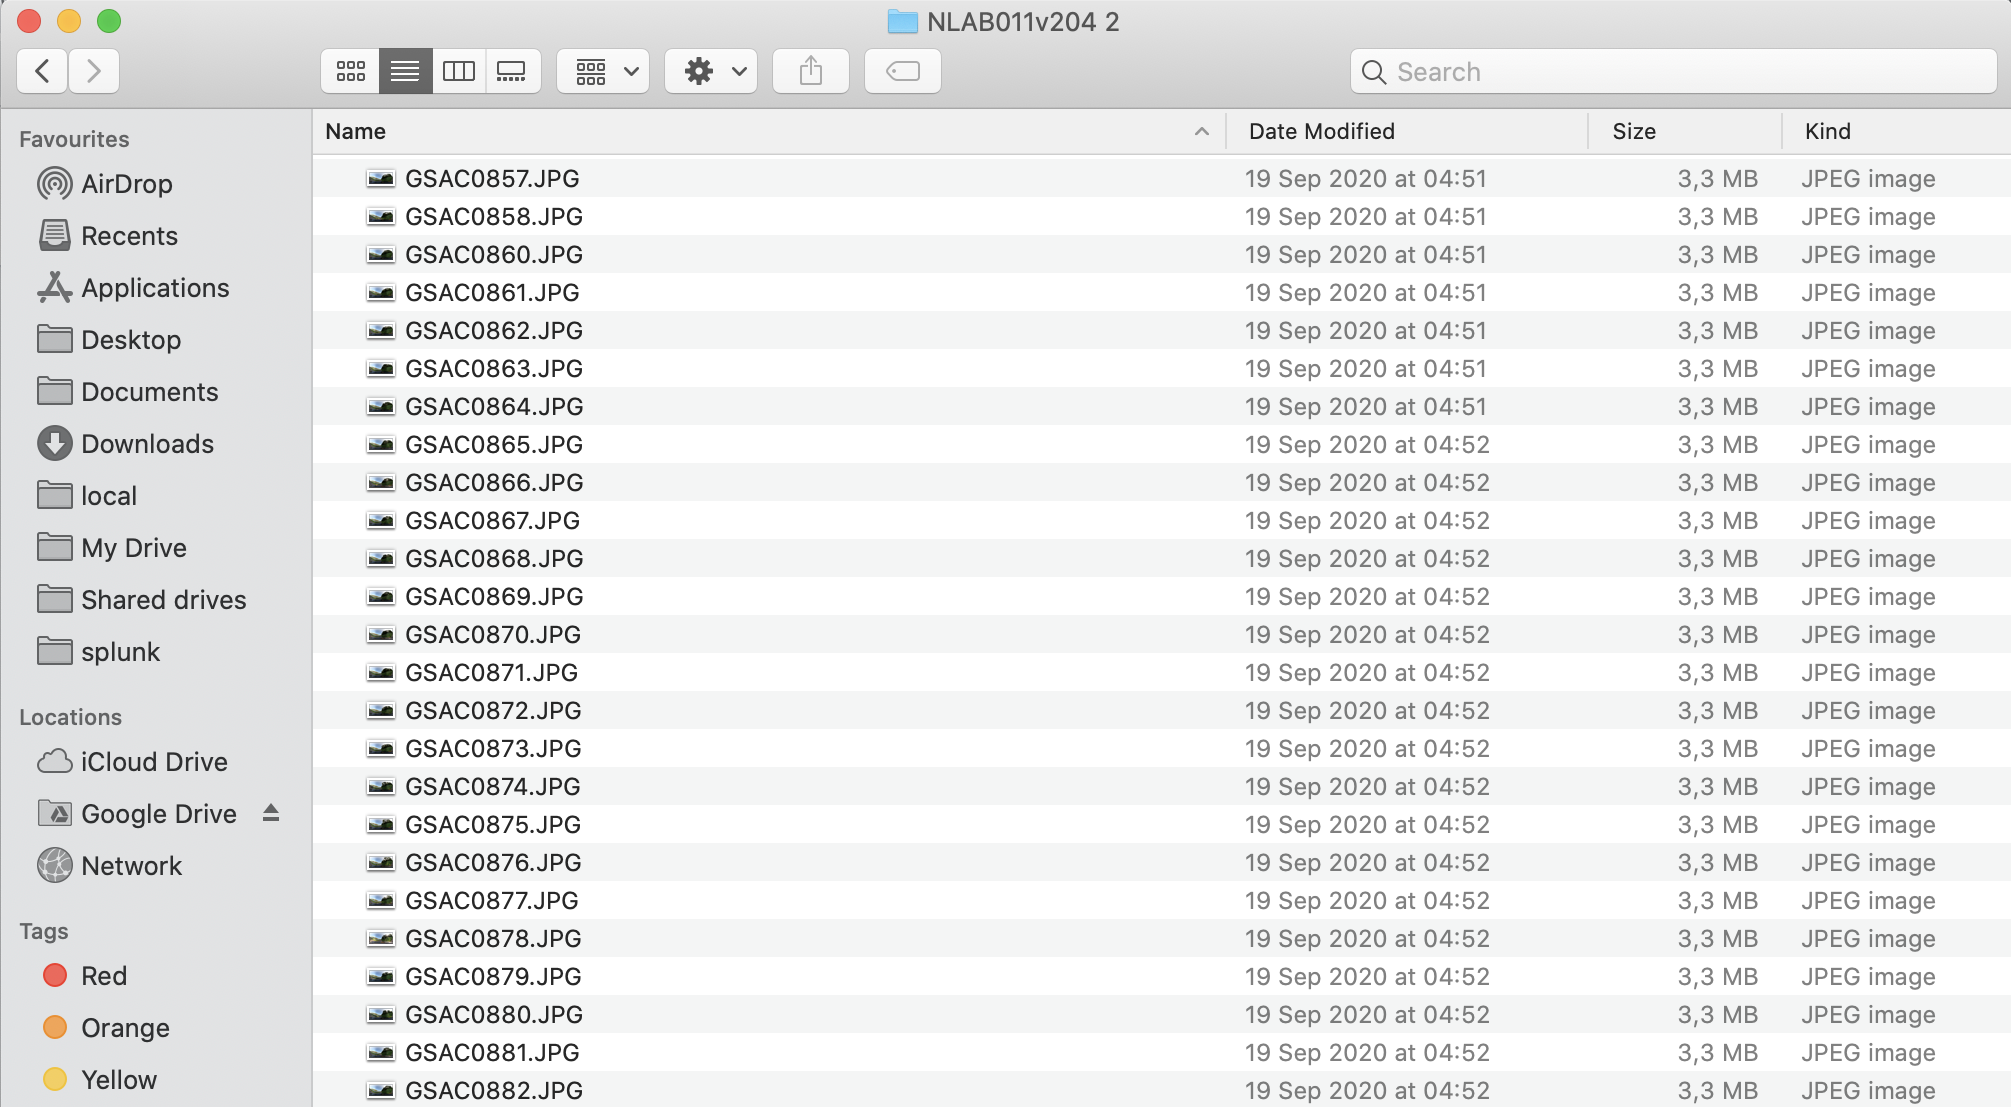 NLAB011v204 2
Search
Favourites
AirDrop
Recents
Applications
Desktop
Documents
Downloads
local
My Drive
Shared drives
splunk
Locations
iCloud Drive
Google Drive
Network
Tags
Red
Orange
Yellow
Name Date Modified Size Kind
GSAC0857.JPG 19 Sep 2020 at 04:51 3,3 MB JPEG image
GSAC0858.JPG 19 Sep 2020 at 04:51 3,3 MB JPEG image
GSAC0860.JPG 19 Sep 2020 at 04:51 3,3 MB JPEG image
GSAC0861.JPG 19 Sep 2020 at 04:51 3,3 MB JPEG image
GSAC0862.JPG 19 Sep 2020 at 04:51 3,3 MB JPEG image
GSAC0863.JPG 19 Sep 2020 at 04:51 3,3 MB JPEG image
GSAC0864.JPG 19 Sep 2020 at 04:51 3,3 MB JPEG image
GSAC0865.JPG 19 Sep 2020 at 04:52 3,3 MB JPEG image
GSAC0866.JPG 19 Sep 2020 at 04:52 3,3 MB JPEG image
GSAC0867.JPG 19 Sep 2020 at 04:52 3,3 MB JPEG image
GSAC0868.JPG 19 Sep 2020 at 04:52 3,3 MB JPEG image
GSAC0869.JPG 19 Sep 2020 at 04:52 3,3 MB JPEG image
GSAC0870.JPG 19 Sep 2020 at 04:52 3,3 MB JPEG image
GSAC0871.JPG 19 Sep 2020 at 04:52 3,3 MB JPEG image
GSAC0872.JPG 19 Sep 2020 at 04:52 3,3 MB JPEG image
GSAC0873.JPG 19 Sep 2020 at 04:52 3,3 MB JPEG image
GSAC0874.JPG 19 Sep 2020 at 04:52 3,3 MB JPEG image
GSAC0875.JPG 19 Sep 2020 at 04:52 3,3 MB JPEG image
GSAC0876.JPG 19 Sep 2020 at 04:52 3,3 MB JPEG image
GSAC0877.JPG 19 Sep 2020 at 04:52 3,3 MB JPEG image
GSAC0878.JPG 19 Sep 2020 at 04:52 3,3 MB JPEG image
GSAC0879.JPG 19 Sep 2020 at 04:52 3,3 MB JPEG image
GSAC0880.JPG 19 Sep 2020 at 04:52 3,3 MB JPEG image
GSAC0881.JPG 19 Sep 2020 at 04:52 3,3 MB JPEG image
GSAC0882.JPG 19 Sep 2020 at 04:52 3,3 MB JPEG image